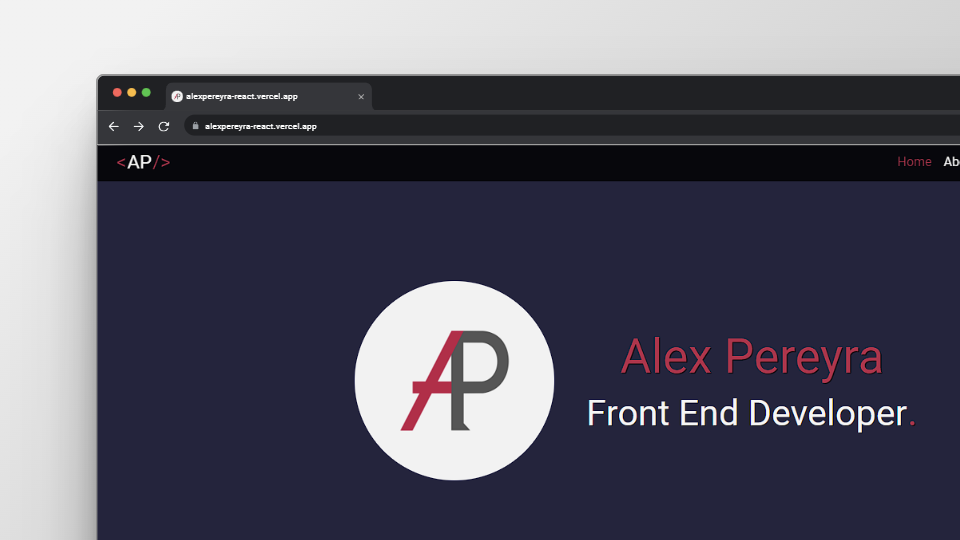 alexpereyra-react.vercel.app
alexpereyra-react.vercel.app
<AP/>
Home Ab
AP
Alex Pereyra
Front End Developer.